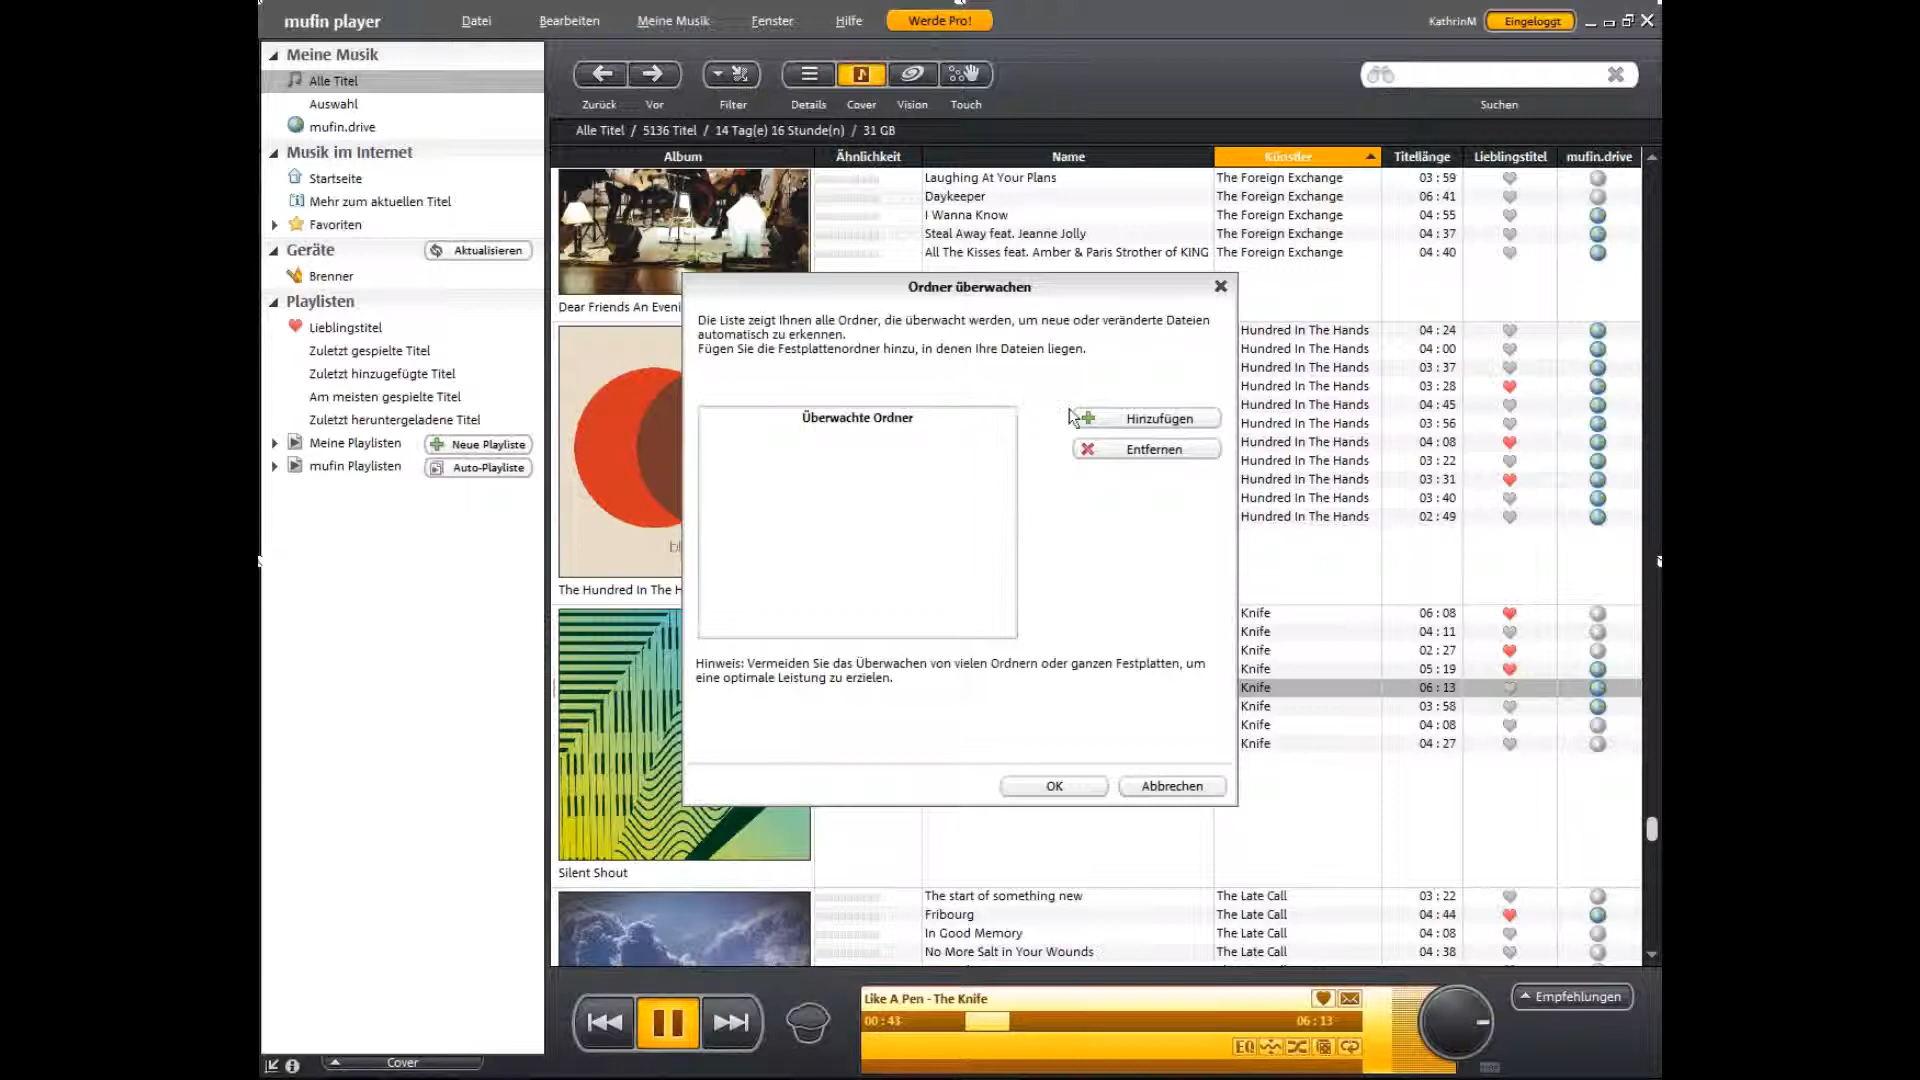 mufin player
Datei
Bearbeiten
Meine Musik
Fenster
Hilfe
Werde Pro!
KathrinM
Eingeloggt
Meine Musik
Alle Titel
Auswahl
mufin.drive
Musik im Internet
Startseite
Mehr zum aktuellen Titel
Favoriten
Geräte
Aktualisieren
Brenner
Playlisten
Lieblingstitel
Zuletzt gespielte Titel
Zuletzt hinzugefügte Titel
Am meisten gespielte Titel
Zuletzt heruntergeladene Titel
Meine Playlisten
Neue Playliste
mufin Playlisten
Auto-Playliste
Cover
Zurück
Vor
Filter
Details
Cover
Vision
Touch
Suchen
Alle Titel / 5136 Titel / 14 Tag(e) 16 Stunde(n) / 31 GB
Album Ähnlichkeit Name Künstler Titellänge Lieblingstitel mufin.drive
Laughing At Your Plans The Foreign Exchange 03:59
Daykeeper The Foreign Exchange 06:41
I Wanna Know The Foreign Exchange 04:55
Steal Away feat. Jeanne Jolly The Foreign Exchange 04:37
All The Kisses feat. Amber & Paris Strother of KING The Foreign Exchange 04:40
Dear Friends An Eveni
Hundred In The Hands 04:24
Hundred In The Hands 04:00
Hundred In The Hands 03:37
Hundred In The Hands 03:28
Hundred In The Hands 04:45
Hundred In The Hands 03:56
Hundred In The Hands 04:08
Hundred In The Hands 03:22
Hundred In The Hands 03:31
Hundred In The Hands 03:40
Hundred In The Hands 02:49
The Hundred In The H
Knife 06:08
Knife 04:11
Knife 02:27
Knife 05:19
Knife 06:13
Knife 03:58
Knife 04:08
Knife 04:27
Silent Shout
The start of something new The Late Call 03:22
Fribourg The Late Call 04:44
In Good Memory The Late Call 04:08
No More Salt in Your Wounds The Late Call 04:38
Ordner überwachen
Die Liste zeigt Ihnen alle Ordner, die überwacht werden, um neue oder veränderte Dateien
automatisch zu erkennen.
Fügen Sie die Festplattenordner hinzu, in denen Ihre Dateien liegen.
Überwachte Ordner
Hinzufügen
Entfernen
Hinweis: Vermeiden Sie das Überwachen von vielen Ordnern oder ganzen Festplatten, um
eine optimale Leistung zu erzielen.
OK
Abbrechen
Like A Pen - The Knife
00:43
06:13
EQ
Empfehlungen